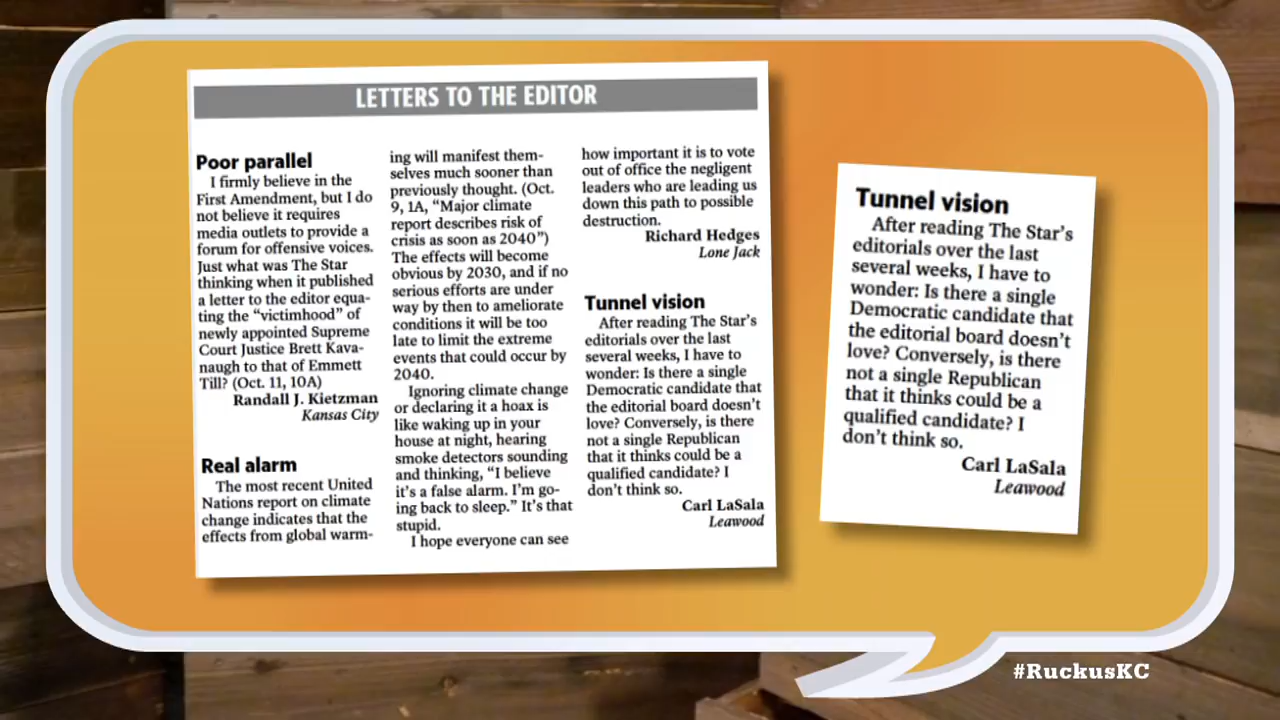 LETTERS TO THE EDITOR
Poor parallel
I firmly believe in the
First Amendment, but I do
not believe it requires
media outlets to provide a
forum for offensive voices.
Just what was The Star
thinking when it published
a letter to the editor equa-
ting the “victimhood” of
newly appointed Supreme
Court Justice Brett Kava-
naugh to that of Emmett
Till? (Oct. 11, 10A)
Randall J. Kietzman
Kansas City
Real alarm
The most recent United
Nations report on climate
change indicates that the
effects from global warm-
ing will manifest them-
selves much sooner than
previously thought. (Oct.
9, 1A, “Major climate
report describes risk of
crisis as soon as 2040”)
The effects will become
obvious by 2030, and if no
serious efforts are under
way by then to ameliorate
conditions it will be too
late to limit the extreme
events that could occur by
2040.
Ignoring climate change
or declaring it a hoax is
like waking up in your
house at night, hearing
smoke detectors sounding
and thinking, “I believe
it’s a false alarm. I’m go-
ing back to sleep.” It’s that
stupid.
I hope everyone can see
how important it is to vote
out of office the negligent
leaders who are leading us
down this path to possible
destruction.
Richard Hedges
Lone Jack
Tunnel vision
After reading The Star’s
editorials over the last
several weeks, I have to
wonder: Is there a single
Democratic candidate that
the editorial board doesn’t
love? Conversely, is there
not a single Republican
that it thinks could be a
qualified candidate? I
don’t think so.
Carl LaSala
Leawood
Tunnel vision
After reading The Star’s
editorials over the last
several weeks, I have to
wonder: Is there a single
Democratic candidate that
the editorial board doesn’t
love? Conversely, is there
not a single Republican
that it thinks could be a
qualified candidate? I
don’t think so.
Carl LaSala
Leawood
#RuckusKC